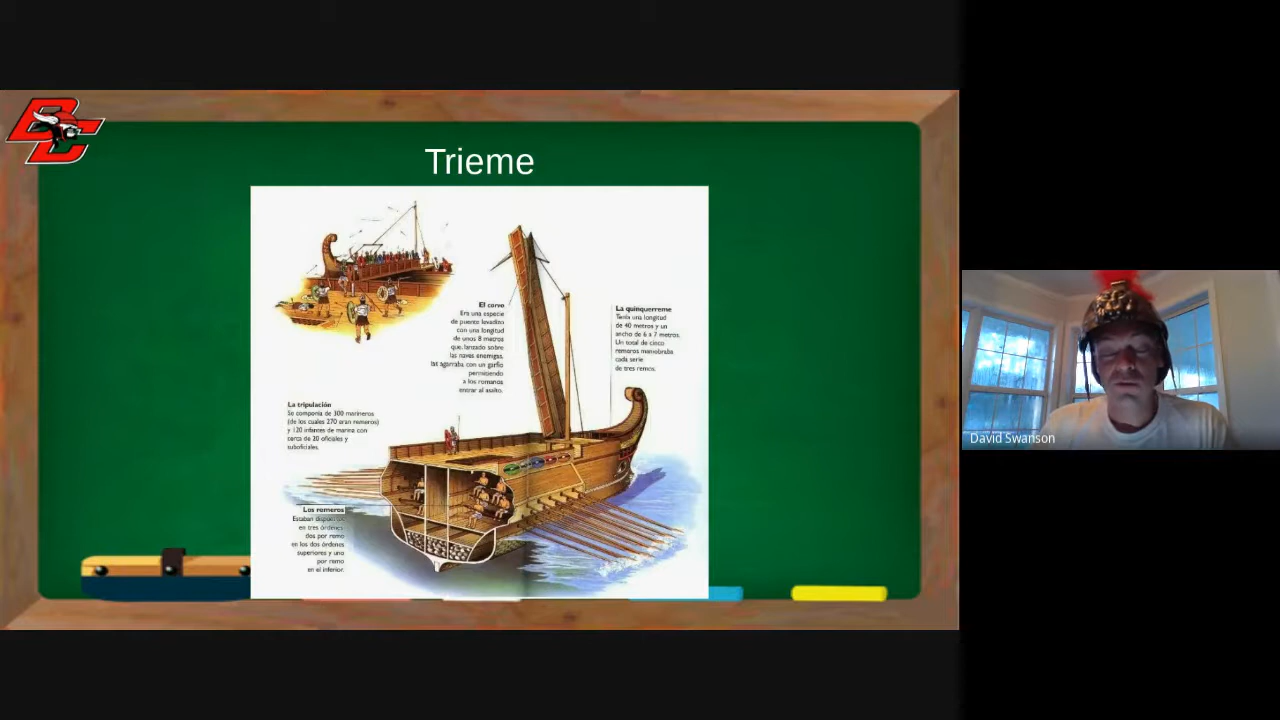 BC
Trieme
El corvo
Era una especie
de puente levadizo
con una longitud
de unos 8 metros
que, lanzado sobre
las naves enemigas,
las agarraba con un garfio
permitiendo
a los romanos
entrar al asalto.
La quinquerreme
Tenía una longitud
de 40 metros y un
ancho de 6 a 7 metros.
Un total de cinco
remeros maniobraba
cada serie
de tres remos.
La tripulación
Se componía de 300 marineros
(de los cuales 270 eran remeros)
y 120 infantes de marina con
cerca de 20 oficiales y
suboficiales.
Los remeros
Estaban dispuestos
en tres órdenes:
dos por remo
en los dos órdenes
superiores y uno
por remo
en el inferior.
David Swanson